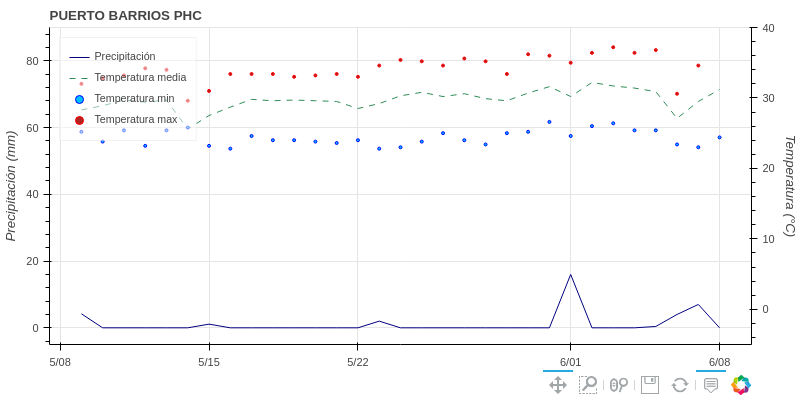 PUERTO BARRIOS PHC
Precipitación
Temperatura media
Temperatura min
Temperatura max
Precipitación (mm)
80
60
40
20
0
Temperatura (°C)
40
30
20
10
0
5/08
5/15
5/22
6/01
6/08